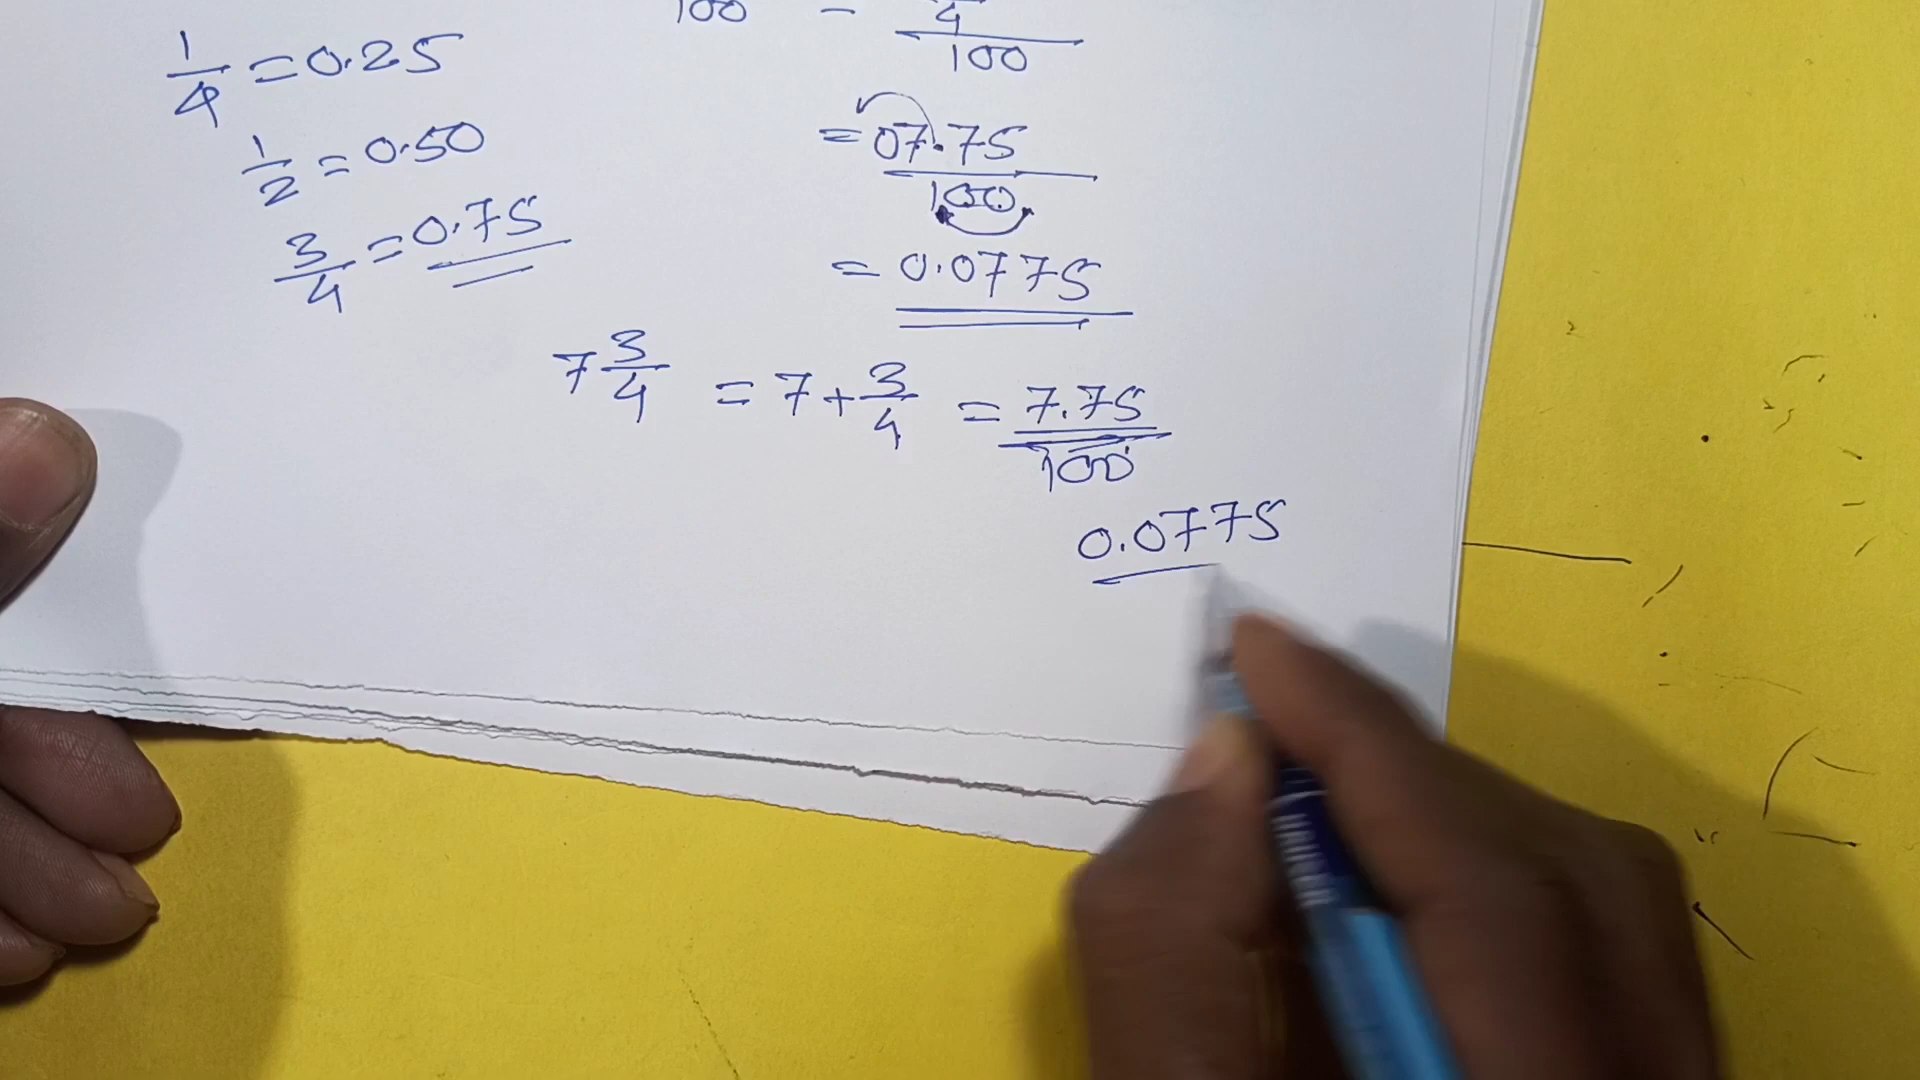 1/4 = 0.25
1/2 = 0.50
3/4 = 0.75
100 = 4/100
= 07.75/100
= 0.0775
7 3/4 = 7 + 3/4 = 7.75/100
0.0775